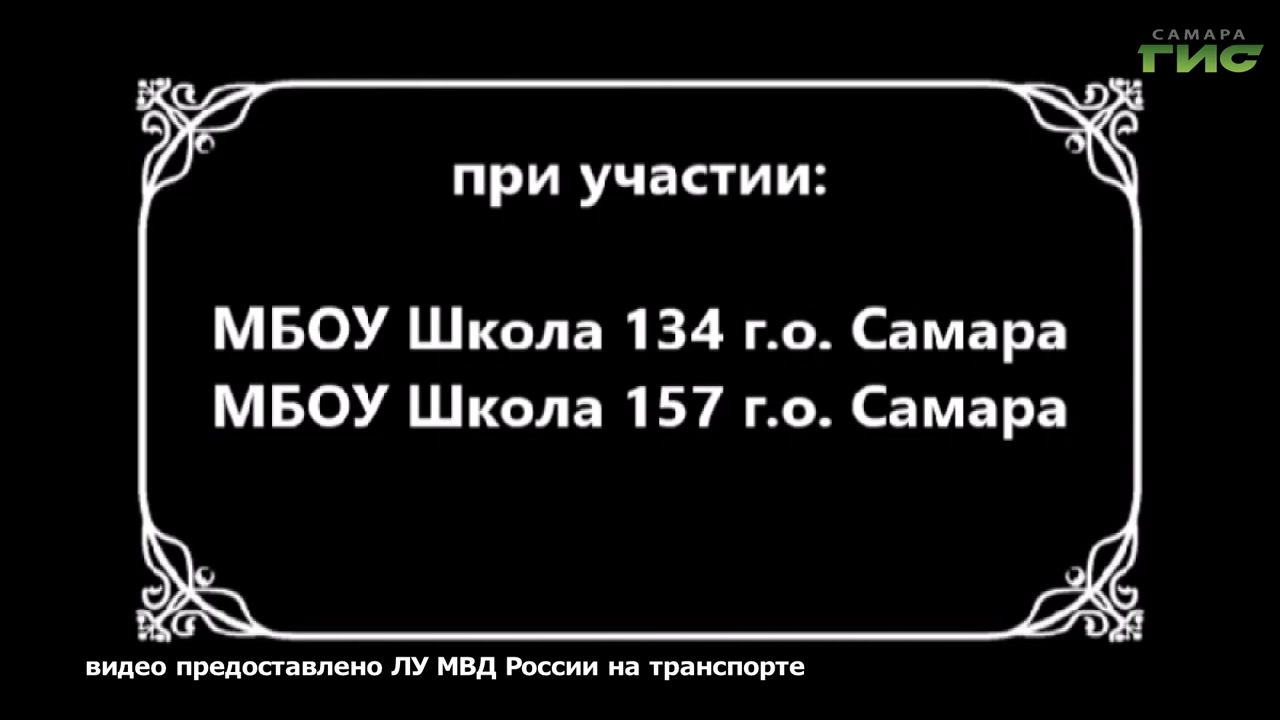 САМАРА
ГИС
при участии:
МБОУ Школа 134 г.о. Самара
МБОУ Школа 157 г.о. Самара
видео предоставлено ЛУ МВД России на транспорте